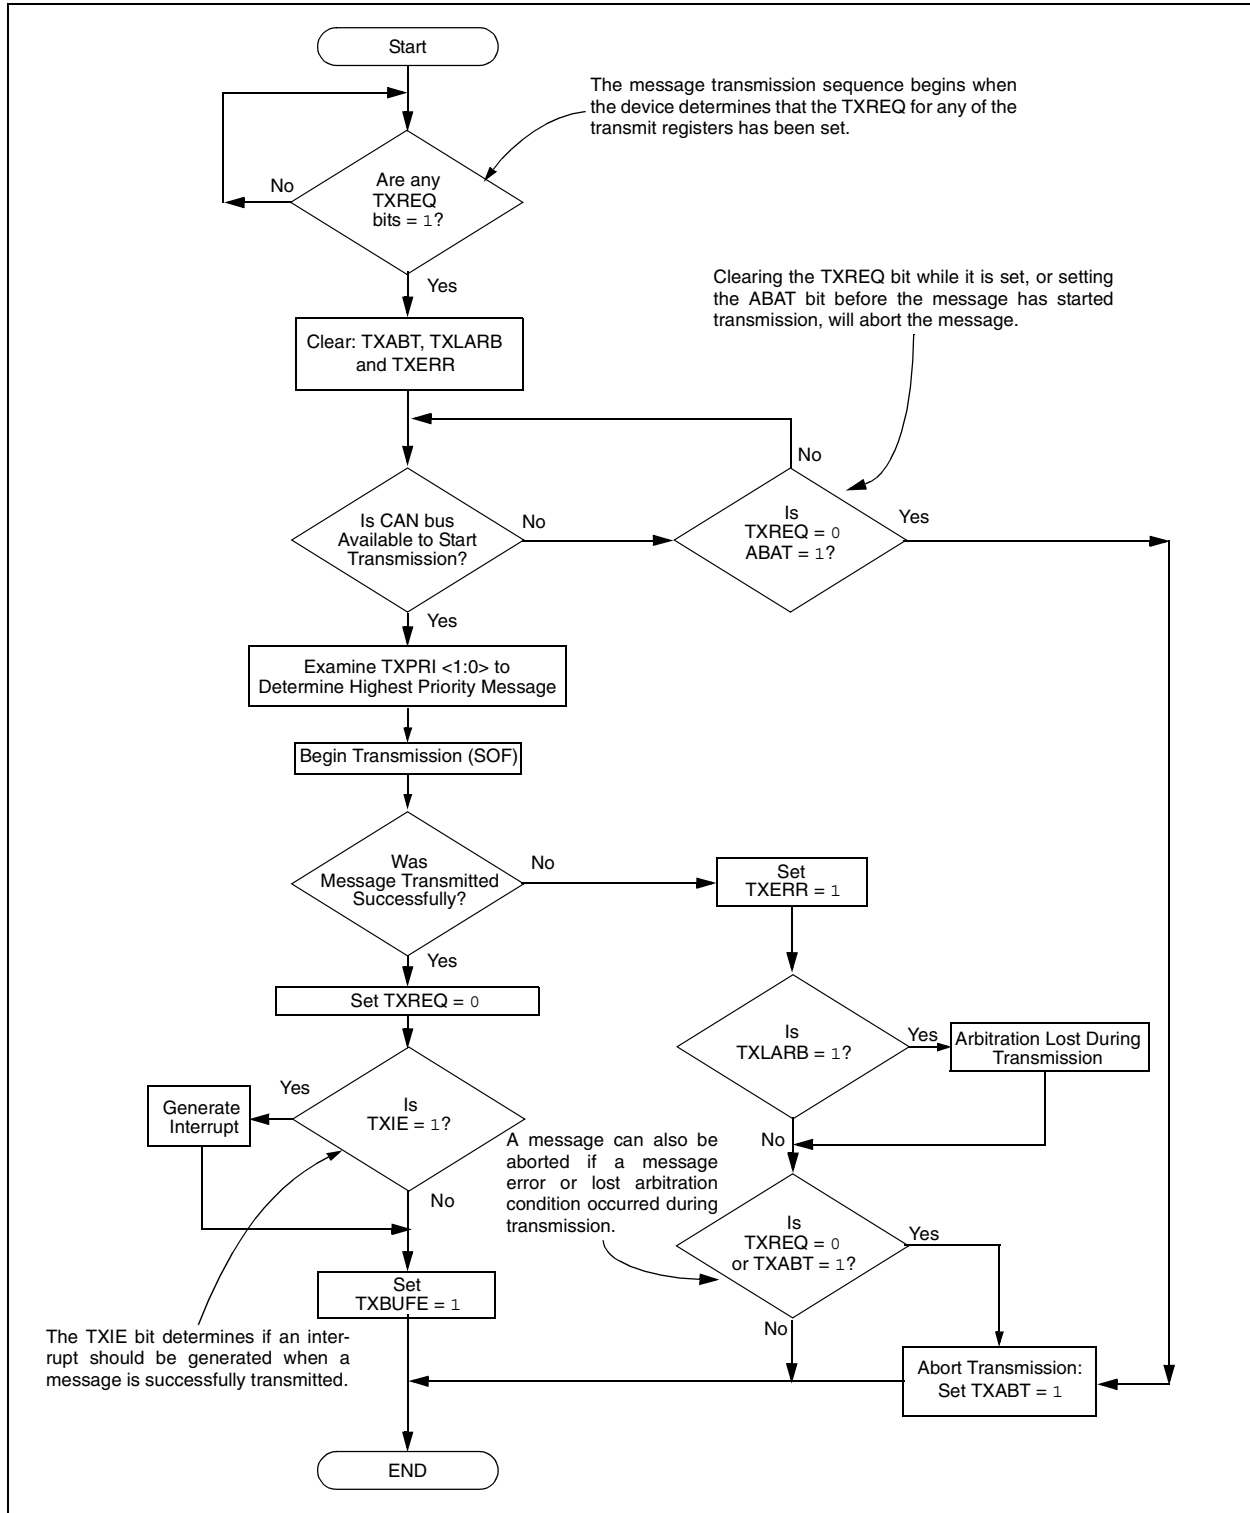 Start
The message transmission sequence begins when
the device determines that the TXREQ for any of the
transmit registers has been set.
No
Are any
TXREQ
bits = 1?
Yes
Clearing the TXREQ bit while it is set, or setting
the ABAT bit before the message has started
transmission, will abort the message.
Clear: TXABT, TXLARB
and TXERR
No
Is CAN bus
Available to Start
Transmission?
No
Is
TXREQ = 0
ABAT = 1?
Yes
Yes
Examine TXPRI <1:0> to
Determine Highest Priority Message
Begin Transmission (SOF)
Was
Message Transmitted
Successfully?
No
Set
TXERR = 1
Yes
Set TXREQ = 0
Is
TXLARB = 1?
Yes
Arbitration Lost During
Transmission
Yes
Generate
Interrupt
Is
TXIE = 1?
No
A message can also be
aborted if a message
error or lost arbitration
condition occurred during
transmission.
No
Is
TXREQ = 0
or TXABT = 1?
Yes
Set
TXBUFE = 1
The TXIE bit determines if an inter-
rupt should be generated when a
message is successfully transmitted.
No
Abort Transmission:
Set TXABT = 1
END